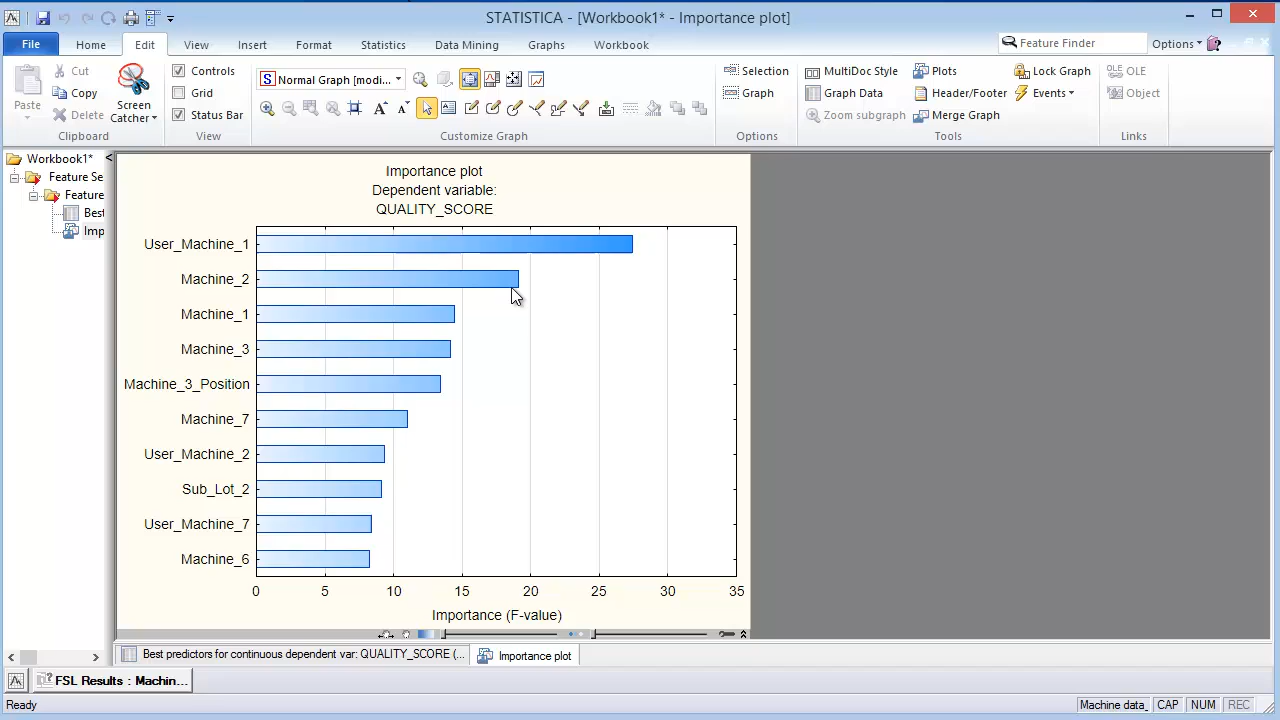 STATISTICA - [Workbook1* - Importance plot]
File Home Edit View Insert Format Statistics Data Mining Graphs Workbook Feature Finder Options
Paste
Cut
Copy
Delete
Screen Catcher
Clipboard
Controls
Grid
Status Bar
View
S Normal Graph [modi...
Customize Graph
Selection
Graph
Options
MultiDoc Style
Graph Data
Zoom subgraph
Plots
Header/Footer
Merge Graph
Lock Graph
Events
Tools
OLE
Object
Links
Workbook1*
Feature Se
Feature
Best
Imp
Importance plot
Dependent variable:
QUALITY_SCORE
User_Machine_1
Machine_2
Machine_1
Machine_3
Machine_3_Position
Machine_7
User_Machine_2
Sub_Lot_2
User_Machine_7
Machine_6
0 5 10 15 20 25 30 35
Importance (F-value)
Best predictors for continuous dependent var: QUALITY_SCORE (... Importance plot
FSL Results : Machin...
Ready Machine data_ CAP NUM REC